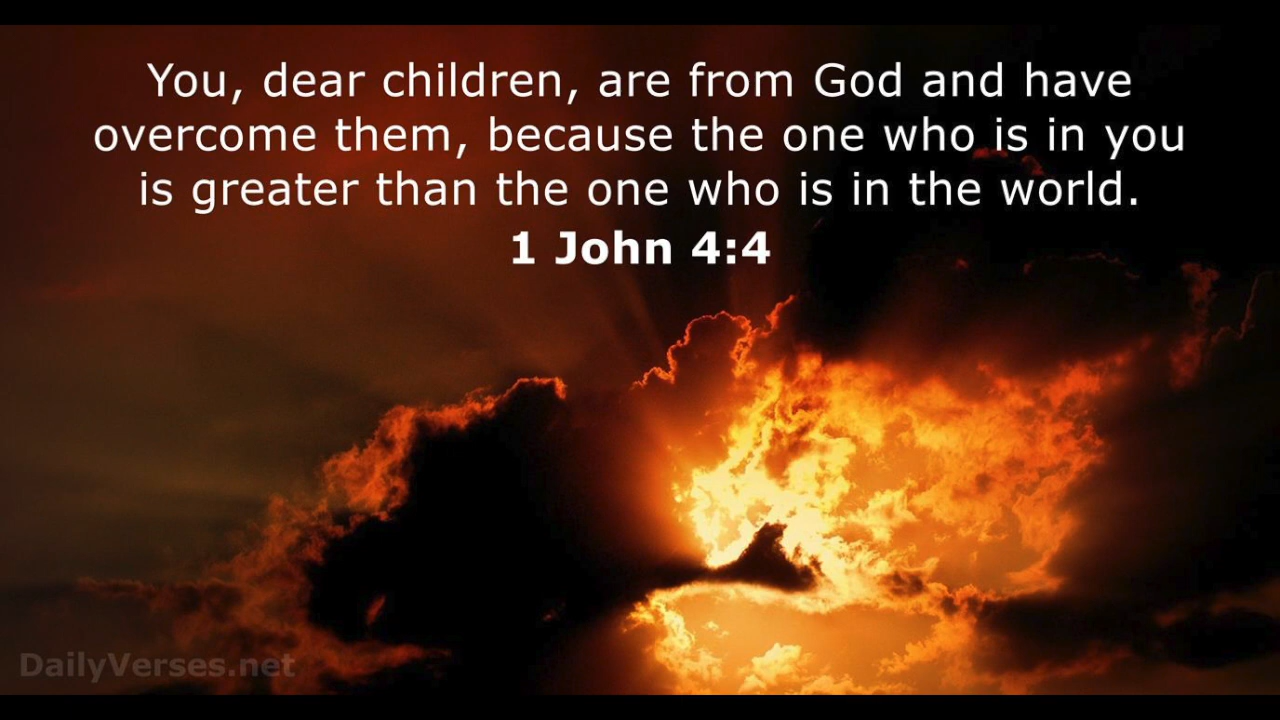 You, dear children, are from God and have
overcome them, because the one who is in you
is greater than the one who is in the world.
1 John 4:4
DailyVerses.net